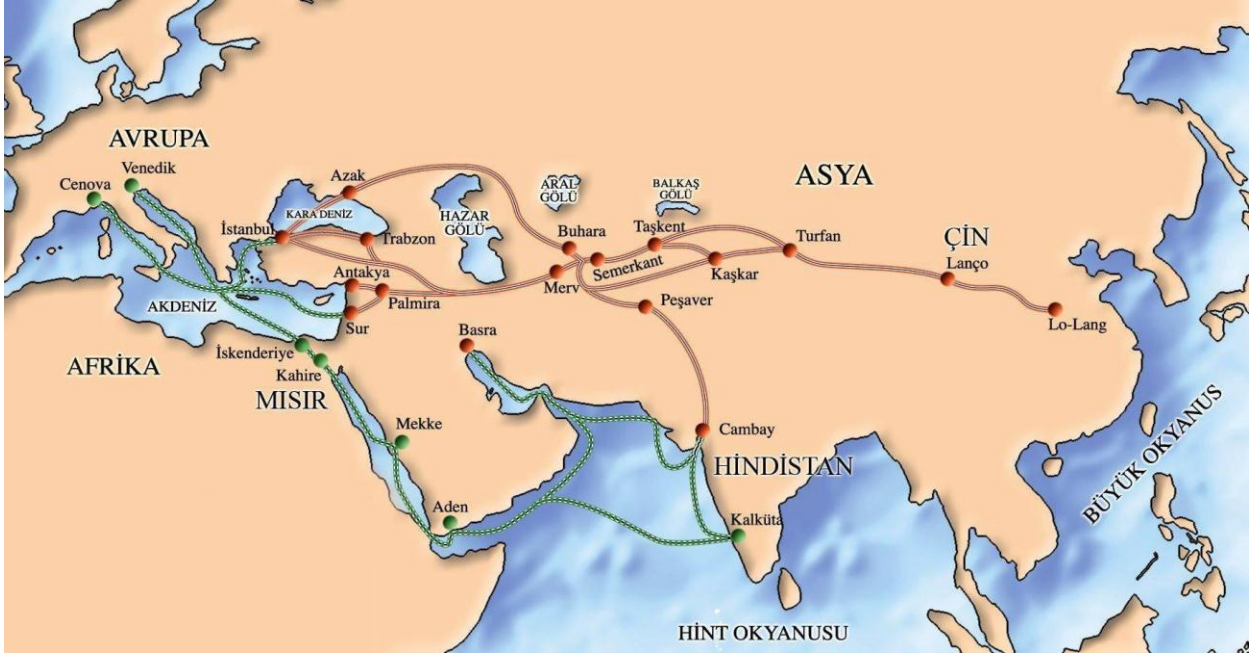 AVRUPA
Venedik
Cenova
Azak
KARA DENİZ
İstanbul
Trabzon
HAZAR
GÖLÜ
ARAL
GÖLÜ
BALKAŞ
GÖLÜ
ASYA
Buhara
Taşkent
Turfan
ÇİN
Lanço
Semerkant
Kaşkar
Merv
Antakya
Palmira
AKDENİZ
Sur
Peşaver
Lo-Lang
Basra
İskenderiye
AFRİKA
Kahire
MISIR
Mekke
Cambay
HİNDİSTAN
BÜYÜK OKYANUS
Aden
Kalküta
HİNT OKYANUSU